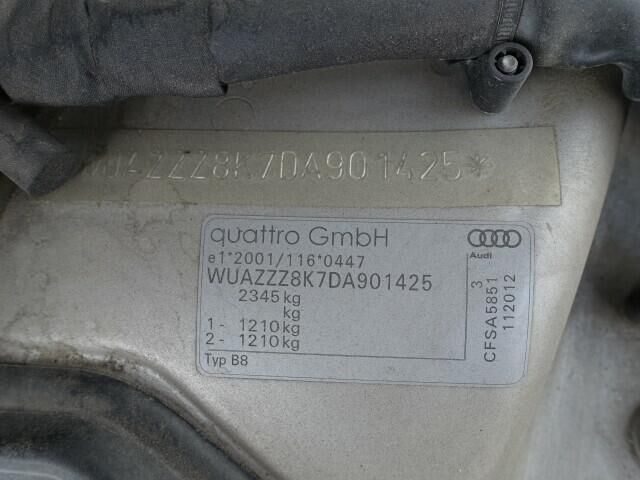 WUAZZZ8K7DA901425*
quattro GmbH
e1*2001/116*0447
WUAZZZ8K7DA901425
2345 kg
kg
1 - 1210 kg
2 - 1210 kg
Typ B8
Audi
3
CFSA5851
112012